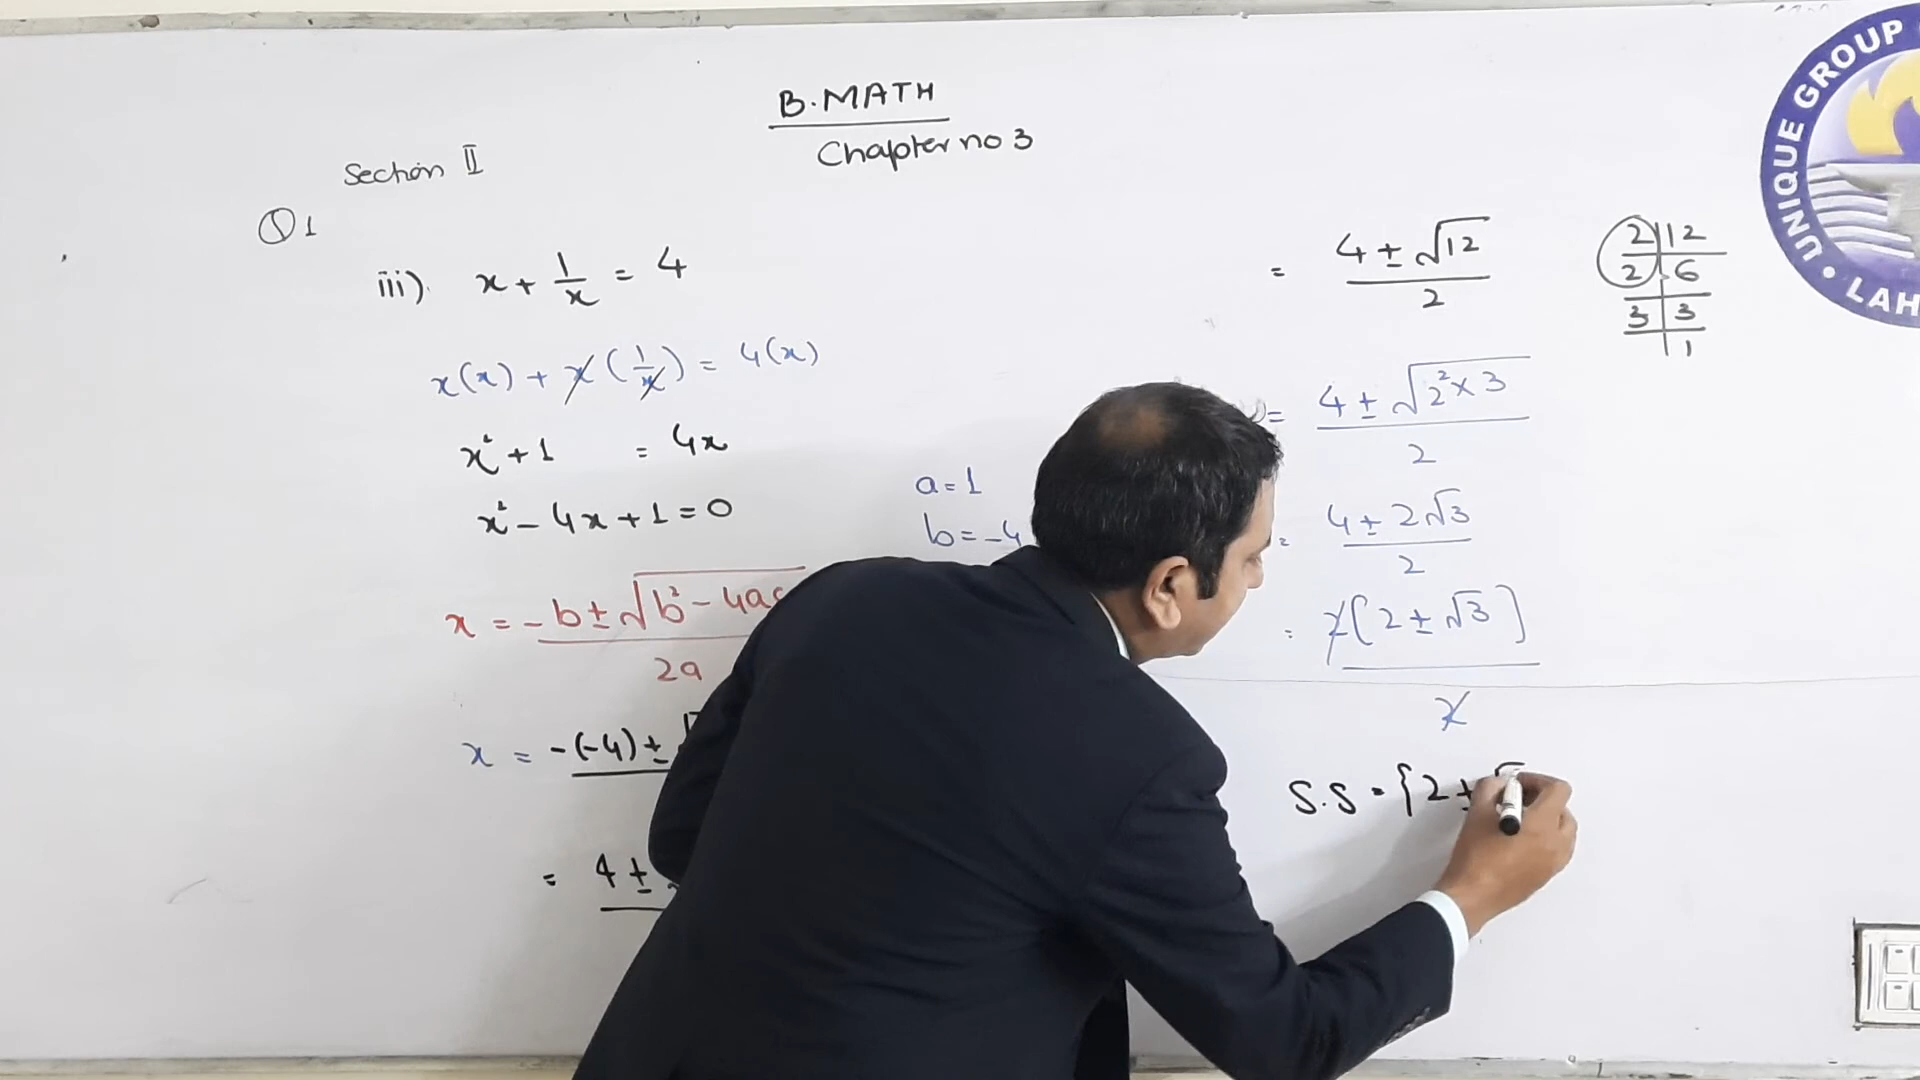 B.MATH
Chapter no 3
Section II
Q1
iii). x + 1/x = 4
x(x) + x(1/x) = 4(x)
x² + 1 = 4x
x² - 4x + 1 = 0
a = 1
b = -4
x = -b ± √b² - 4ac
2a
x = -(-4) ±
= 4 ±
= 4 ± √12
2
2 | 12
2 | 6
3 | 3
| 1
= 4 ± √2² × 3
2
= 4 ± 2√3
2
= 2(2 ± √3)
2
S.S = {2 ± √
UNIQUE GROUP
LAH